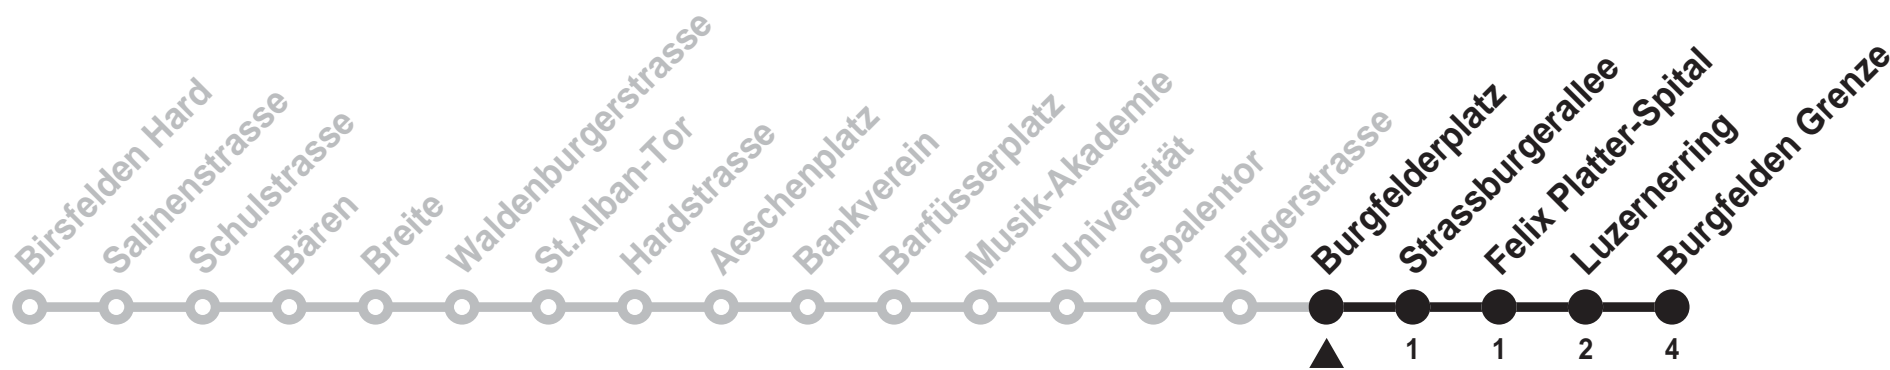 Birsfelden Hard
Salinenstrasse
Schulstrasse
Bären
Breite
Waldenburgerstrasse
St.Alban-Tor
Hardstrasse
Aeschenplatz
Bankverein
Barfüsserplatz
Musik-Akademie
Universität
Spalentor
Pilgerstrasse
Burgfelderplatz
Strassburgerallee
Felix Platter-Spital
Luzernerring
Burgfelden Grenze
1 1 2 4